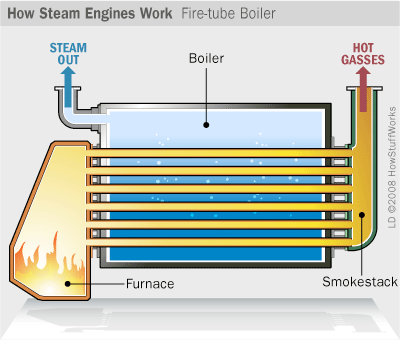 How Steam Engines Work Fire-tube Boiler
STEAM
OUT
Boiler
HOT
GASSES
Furnace
Smokestack
LD ©2008 HowStuffWorks